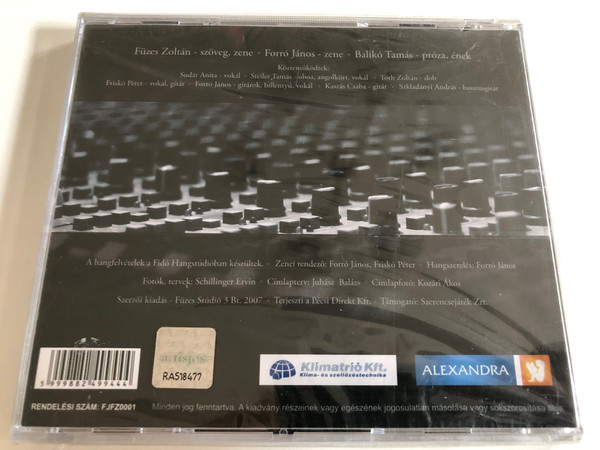 Füzes Zoltán - szöveg, zene · Forró János - zene · Balikó Tamás - próza, ének
Közreműködtek:
Sudár Anita - vokál · Stiller Tamás - oboa, angolkürt, vokál · Tóth Zoltán - dob
Friskó Péter - vokál, gitár · Forró János - gitárok, billentyű, vokál · Kaszás Csaba - gitár · Szkladányi András - basszusgitár
A hangfelvételek a Fidó Hangstúdióban készültek. · Zenei rendező: Forró János, Friskó Péter · Hangszerelés: Forró János
Fotók, tervek: Schillinger Ervin · Címlapterv: Juhász Balázs · Címlapfotó: Kozári Ákos
Szerzői kiadás - Füzes Stúdió 3 Bt. 2007 · Terjeszti a Pécsi Direkt Kft. · Támogató: Szerencsejáték Zrt.
artisjus
RA518477
Klimatrió Kft.
Klíma- és szellőzéstechnika
ALEXANDRA
5 999882 499444
RENDELÉSI SZÁM: FJFZ0001
Minden jog fenntartva. A kiadvány részeinek vagy egészének jogosulatlan másolása vagy sokszorosítása tilos.